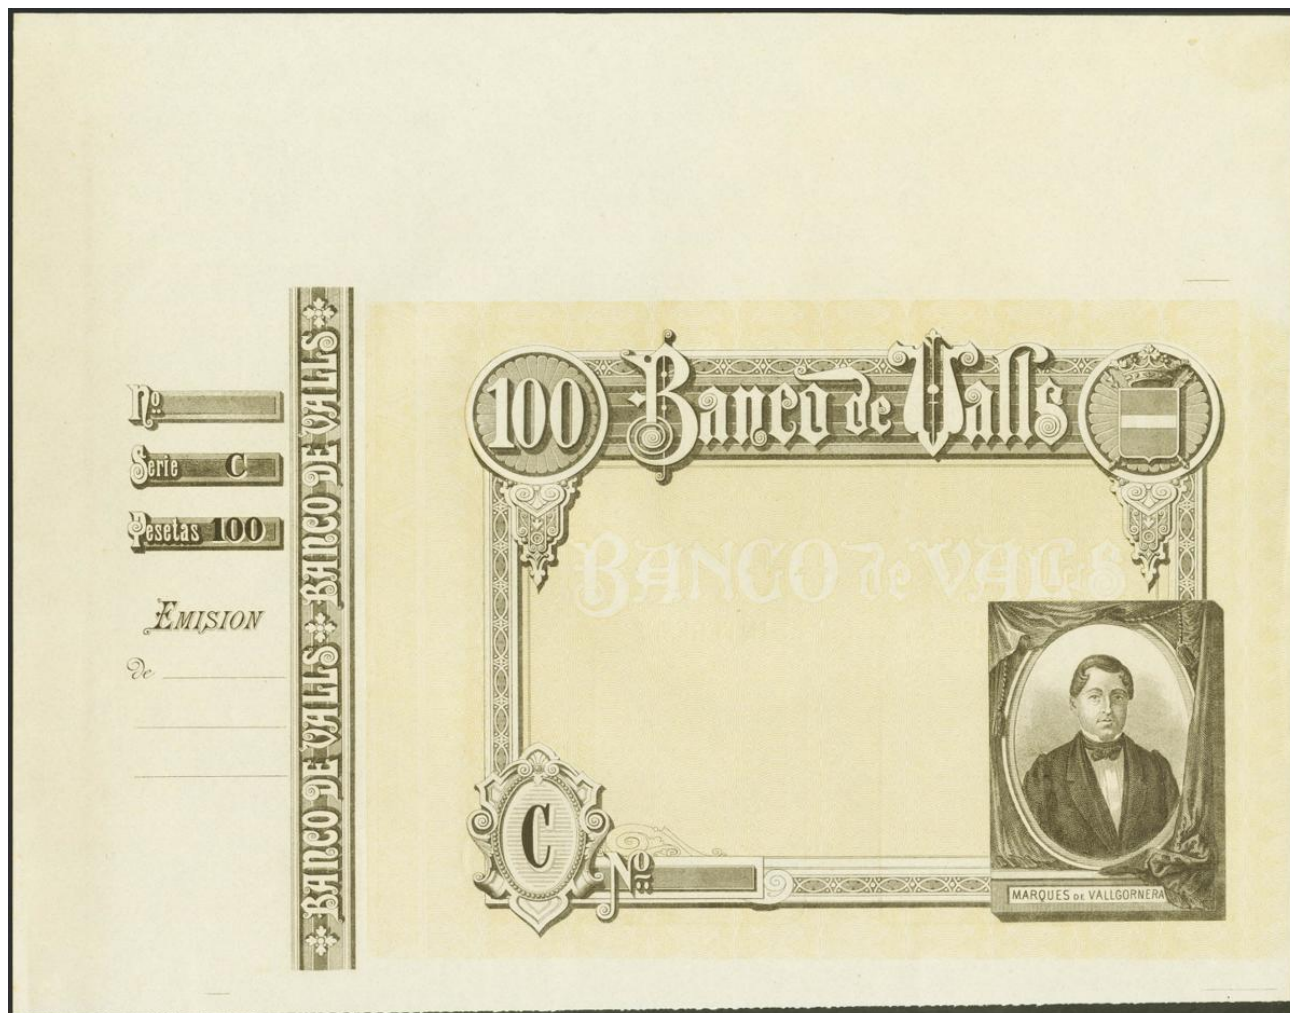 Nº
Serie C
Pesetas 100
EMISION
de
BANCO DE VALLS BANCO DE VALLS
100 Banco de Valls
BANCO de VALLS
C
Nº
MARQUES DE VALLGORNERA